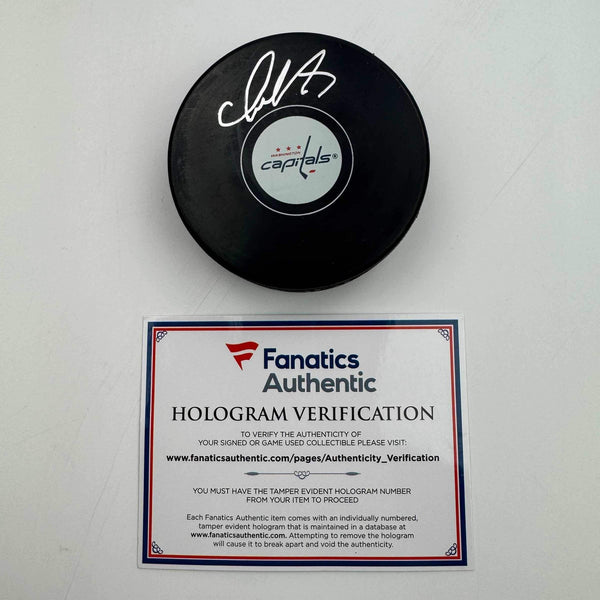 WASHINGTON
capitals®
Fanatics
Authentic
HOLOGRAM VERIFICATION
TO VERIFY THE AUTHENTICITY OF
YOUR SIGNED OR GAME USED COLLECTIBLE PLEASE VISIT:
www.fanaticsauthentic.com/pages/Authenticity_Verification
YOU MUST HAVE THE TAMPER EVIDENT HOLOGRAM NUMBER
FROM YOUR ITEM TO PROCEED
Each Fanatics Authentic item comes with an individually numbered,
tamper evident hologram that is maintained in a database at
www.fanaticsauthentic.com. Attempting to remove the hologram
will cause it to break apart and void the authenticity.